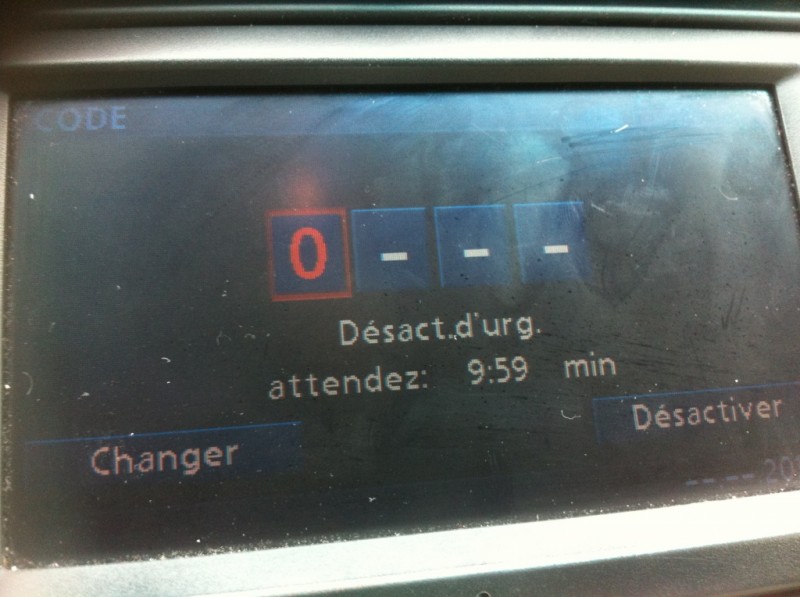 CODE
0 - - -
Désact.d'urg.
attendez: 9:59 min
Désactiver
Changer